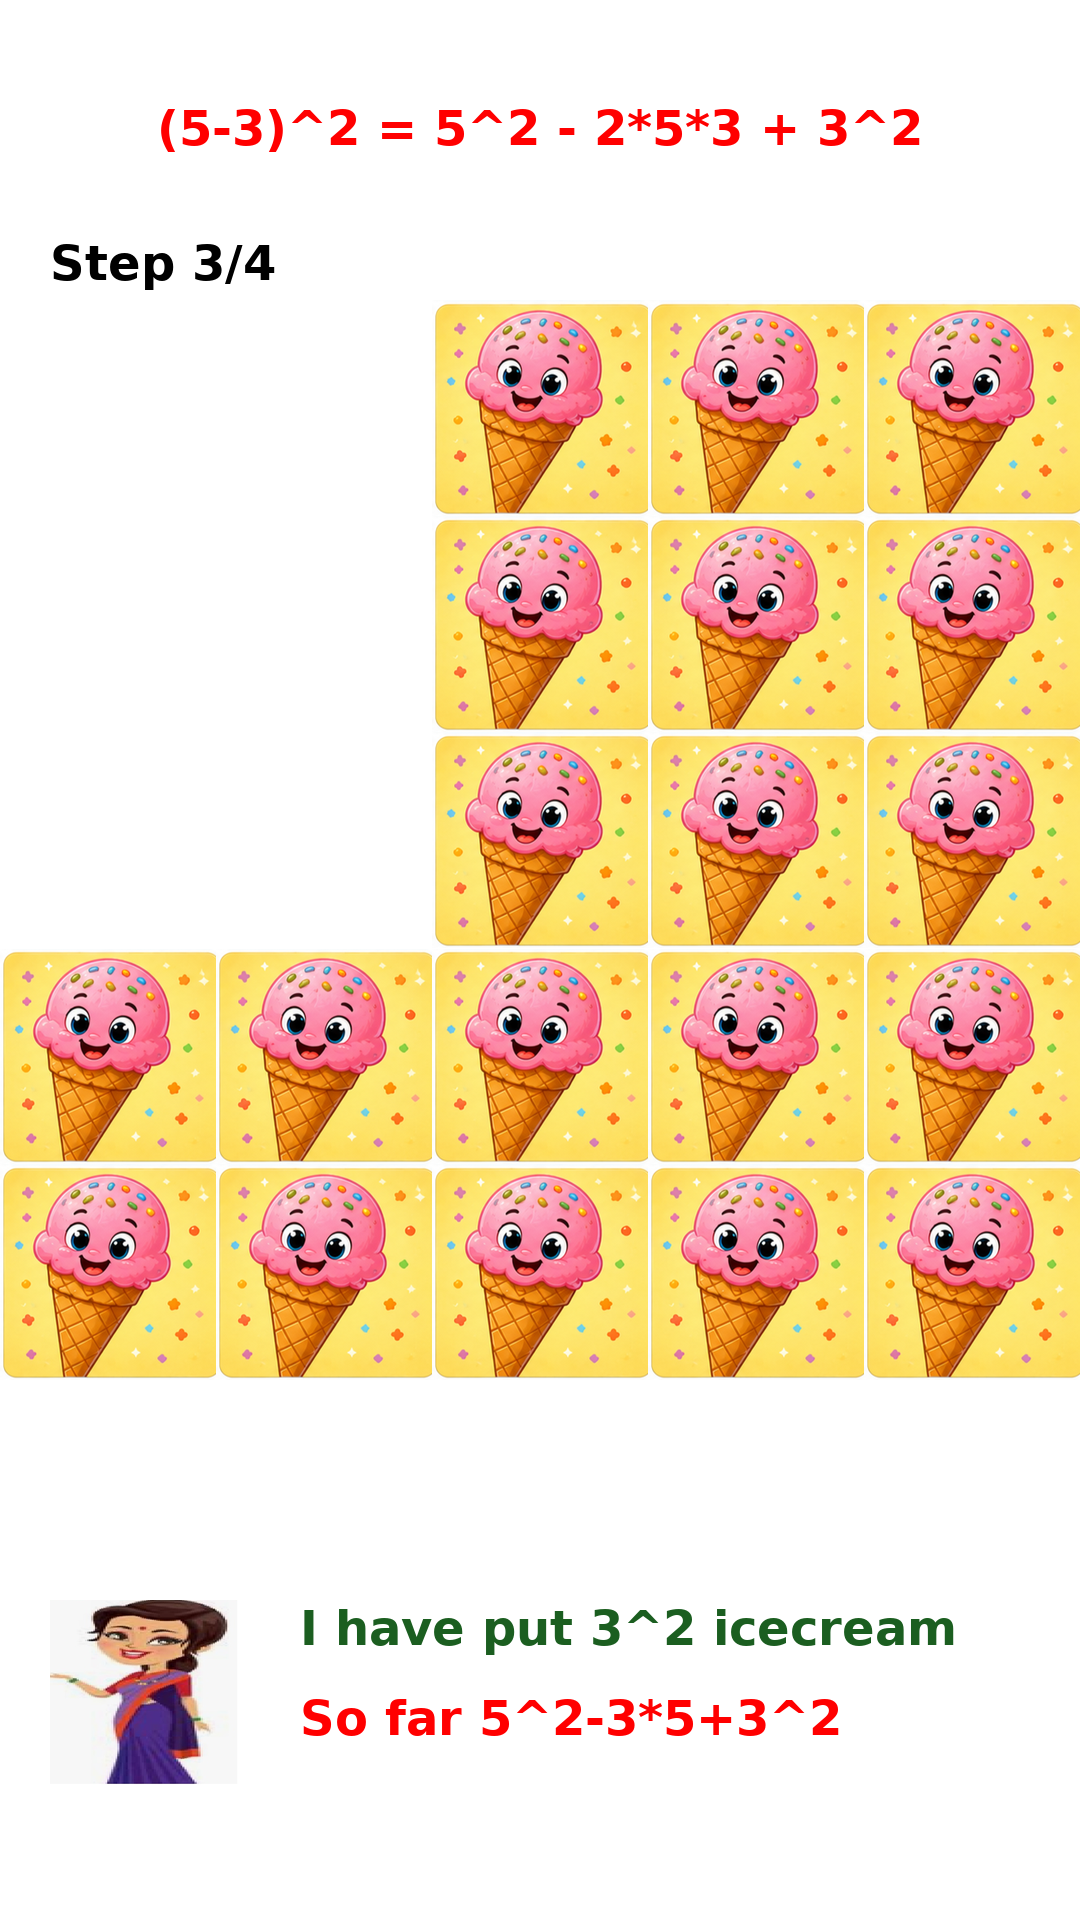 (5-3)^2 = 5^2 - 2*5*3 + 3^2
Step 3/4
I have put 3^2 icecream
So far 5^2-3*5+3^2